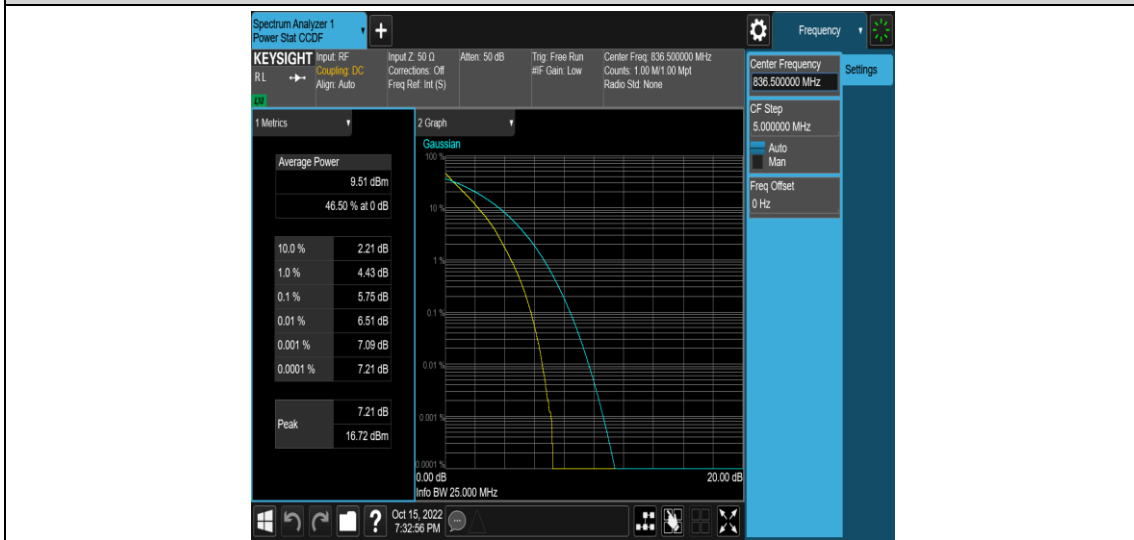 Spectrum Analyzer 1
Power Stat CCDF
Frequency
KEYSIGHT
RL
LXI
Input: RF
Coupling: DC
Align: Auto
Input Z: 50 Ω
Corrections: Off
Freq Ref: Int (S)
Atten: 50 dB
Trig: Free Run
#IF Gain: Low
Center Freq: 836.500000 MHz
Counts: 1.00 M/1.00 Mpt
Radio Std: None
Center Frequency
836.500000 MHz
Settings
CF Step
5.000000 MHz
Auto
Man
Freq Offset
0 Hz
1 Metrics
Average Power
9.51 dBm
46.50 % at 0 dB
10.0 % 2.21 dB
1.0 % 4.43 dB
0.1 % 5.75 dB
0.01 % 6.51 dB
0.001 % 7.09 dB
0.0001 % 7.21 dB
Peak
7.21 dB
16.72 dBm
2 Graph
Gaussian
100 %
10 %
1 %
0.1 %
0.01 %
0.001 %
0.0001 %
0.00 dB 20.00 dB
Info BW 25.000 MHz
Oct 15, 2022
7:32:56 PM